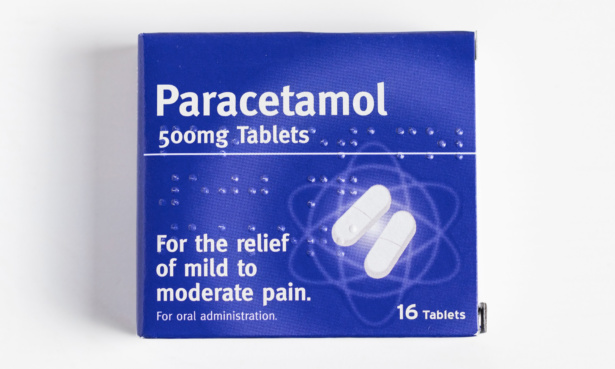 Paracetamol
500mg Tablets
For the relief
of mild to
moderate pain.
For oral administration.
16 Tablets